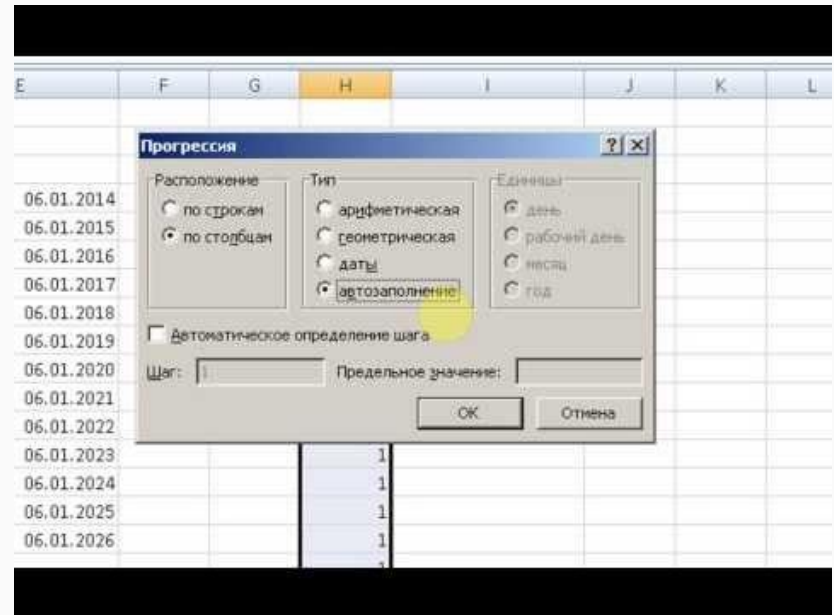 E F G H I J K L
Прогрессия
Расположение
по строкам
по столбцам
Тип
арифметическая
геометрическая
даты
автозаполнение
Единицы
день
рабочий день
месяц
год
Автоматическое определение шага
Шаг: 1
Предельное значение:
OK
Отмена
06.01.2014
06.01.2015
06.01.2016
06.01.2017
06.01.2018
06.01.2019
06.01.2020
06.01.2021
06.01.2022
06.01.2023 1
06.01.2024 1
06.01.2025 1
06.01.2026 1
1